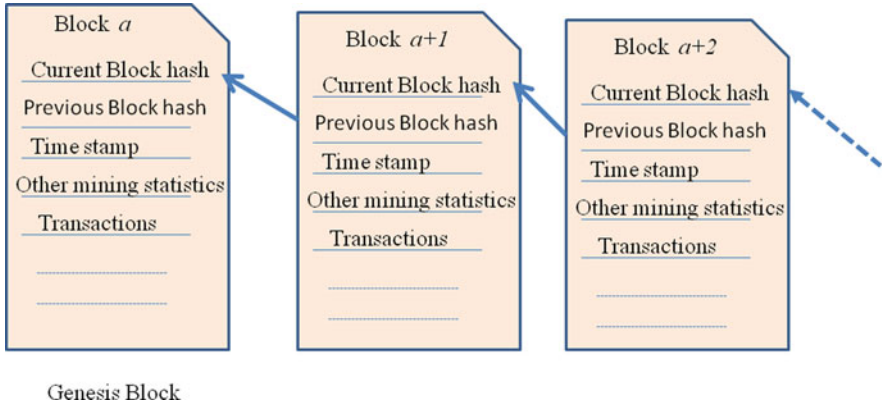 Block a
Current Block hash
Previous Block hash
Time stamp
Other mining statistics
Transactions
Block a+1
Current Block hash
Previous Block hash
Time stamp
Other mining statistics
Transactions
Block a+2
Current Block hash
Previous Block hash
Time stamp
Other mining statistics
Transactions
Genesis Block